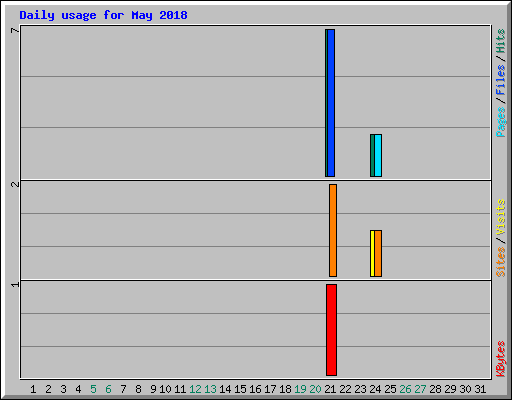 Daily usage for May 2018
7
2
1
Pages / Files / Hits
Sites / Visits
KBytes
1 2 3 4 5 6 7 8 9 10 11 12 13 14 15 16 17 18 19 20 21 22 23 24 25 26 27 28 29 30 31